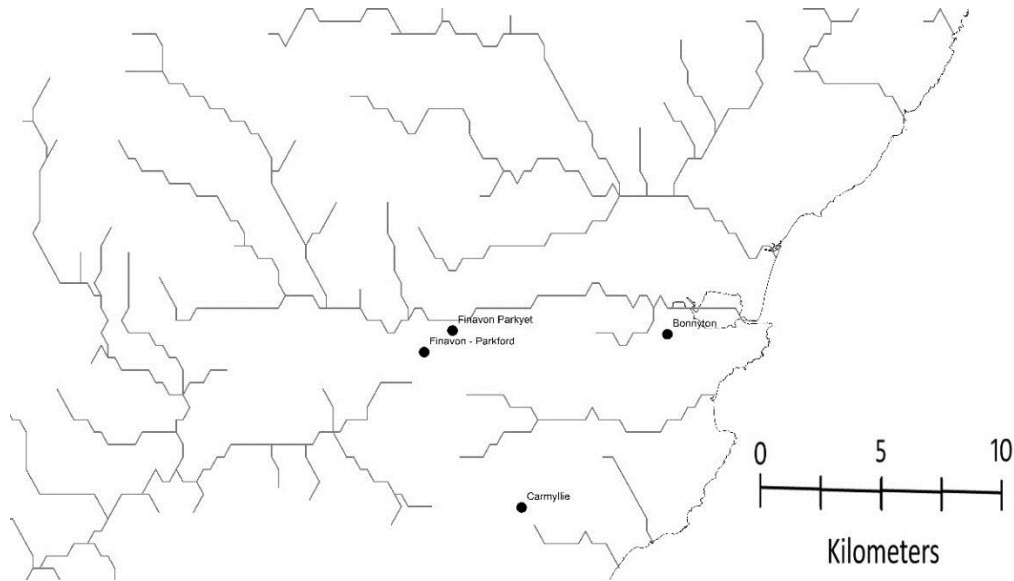 Finavon Parkyet
Bonnyton
Finavon - Parkford
Carmyllie
0 5 10
Kilometers